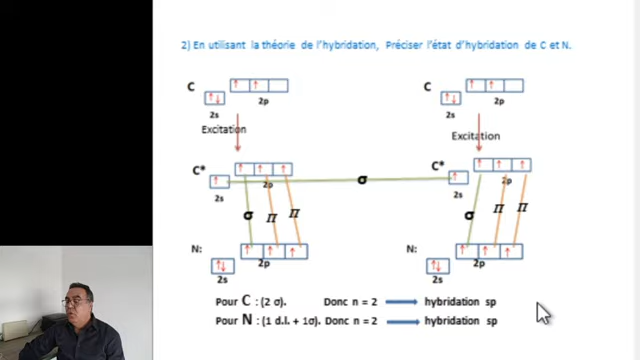 2) En utilisant la théorie de l'hybridation, Préciser l'état d'hybridation de C et N.
C
2s
2p
C
2s
2p
Excitation
Excitation
C*
2s
2p
σ
C*
2s
2p
σ
Π
Π
σ
Π
Π
N:
2s
2p
N:
2s
2p
Pour C : (2 σ). Donc n = 2 hybridation sp
Pour N : (1 d.l. + 1σ). Donc n = 2 hybridation sp